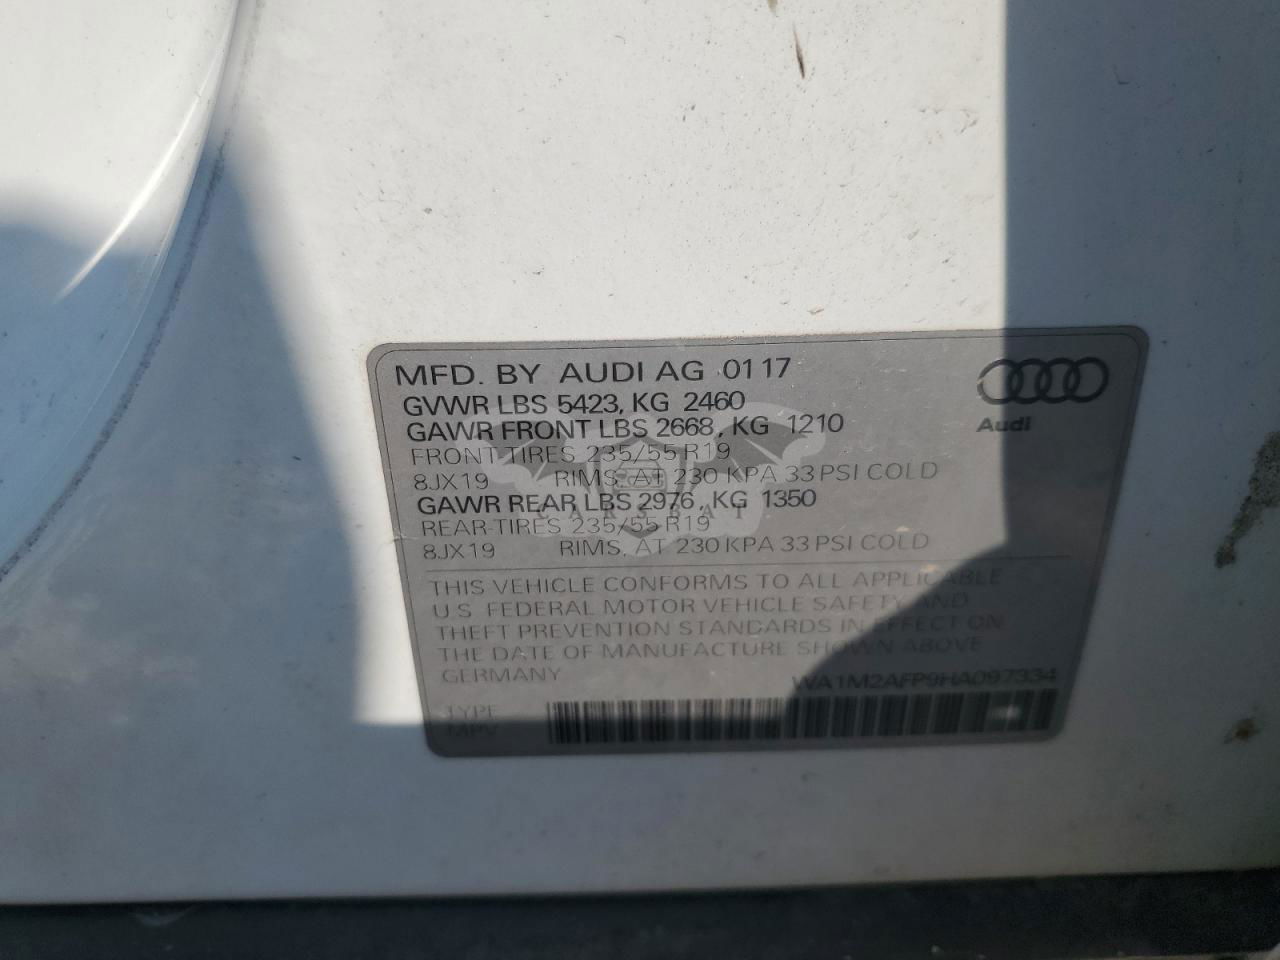 MFD. BY AUDI AG 01 17
GVWR LBS 5423, KG 2460
GAWR FRONT LBS 2668, KG 1210
FRONT-TIRES 235/55 R19
8JX19 RIMS, AT 230 KPA 33 PSI COLD
GAWR REAR LBS 2976, KG 1350
REAR-TIRES 235/55 R19
8JX19 RIMS, AT 230 KPA 33 PSI COLD
Audi
CARSBAT
THIS VEHICLE CONFORMS TO ALL APPLICABLE
U.S. FEDERAL MOTOR VEHICLE SAFETY AND
THEFT PREVENTION STANDARDS IN EFFECT ON
THE DATE OF MANUFACTURE SHOWN ABOVE
GERMANY WA1M2AFP9HA097334
TYPE